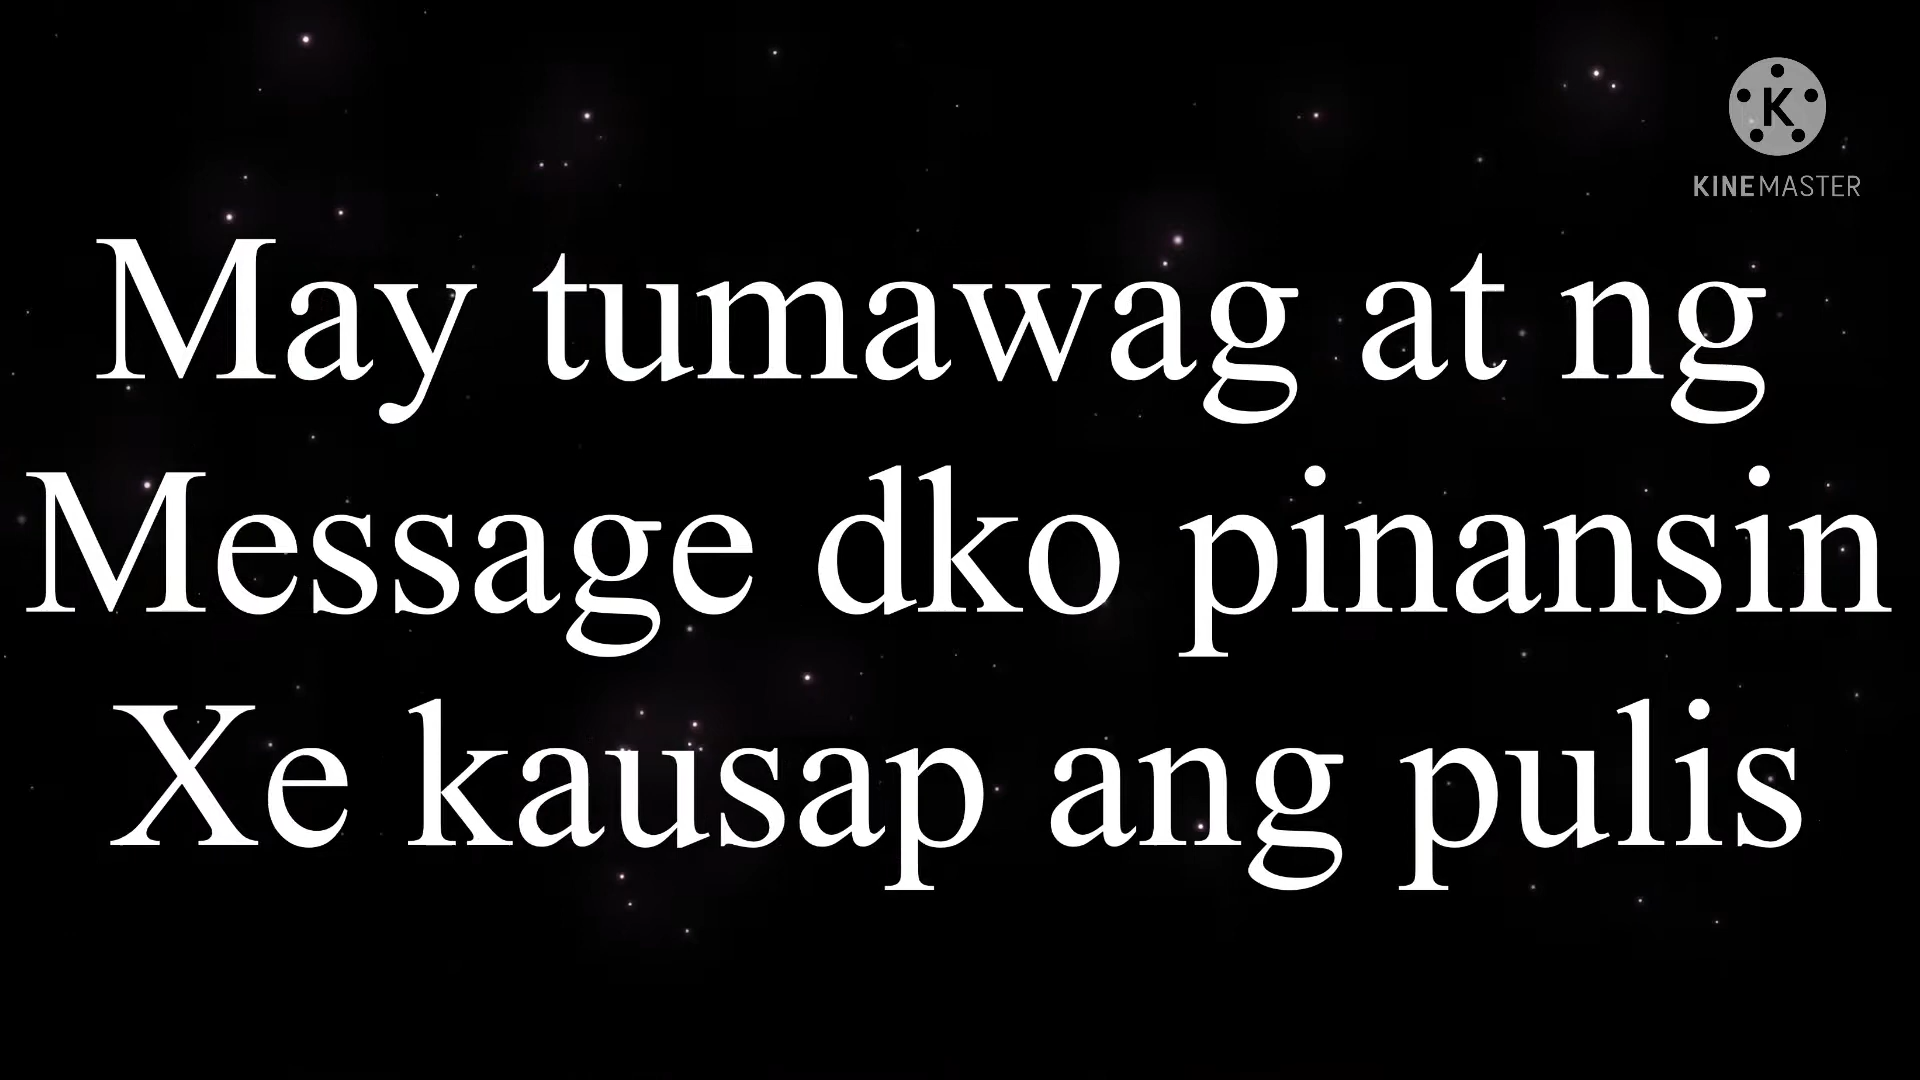 K
KINEMASTER
May tumawag at ng
Message dko pinansin
Xe kausap ang pulis